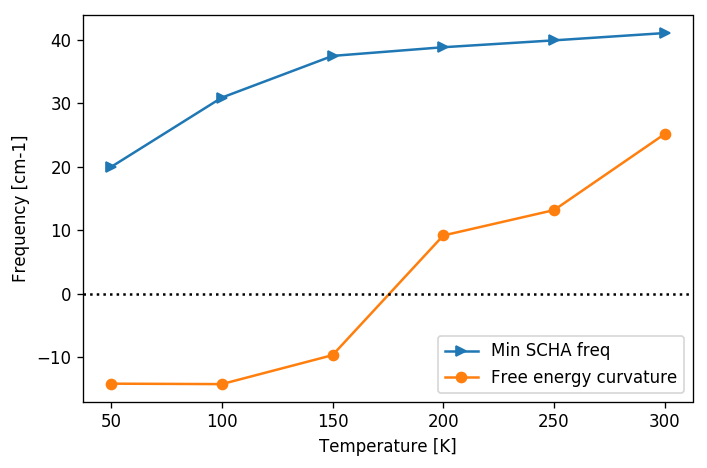 40
30
20
10
0
−10
Frequency [cm-1]
50 100 150 200 250 300
Temperature [K]
Min SCHA freq
Free energy curvature